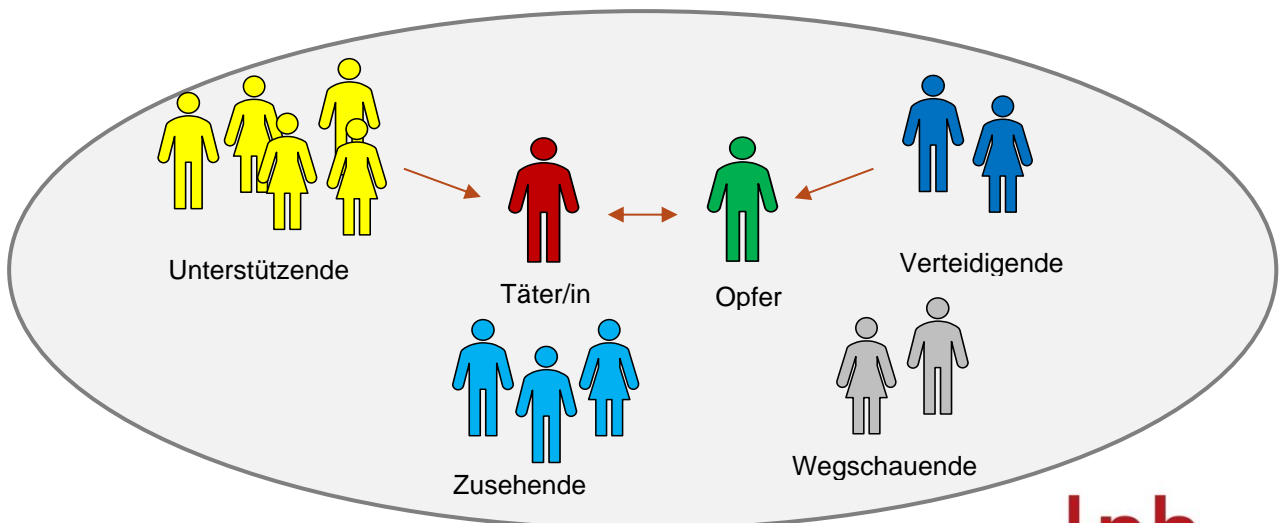 Unterstützende
Täter/in
Opfer
Verteidigende
Zusehende
Wegschauende